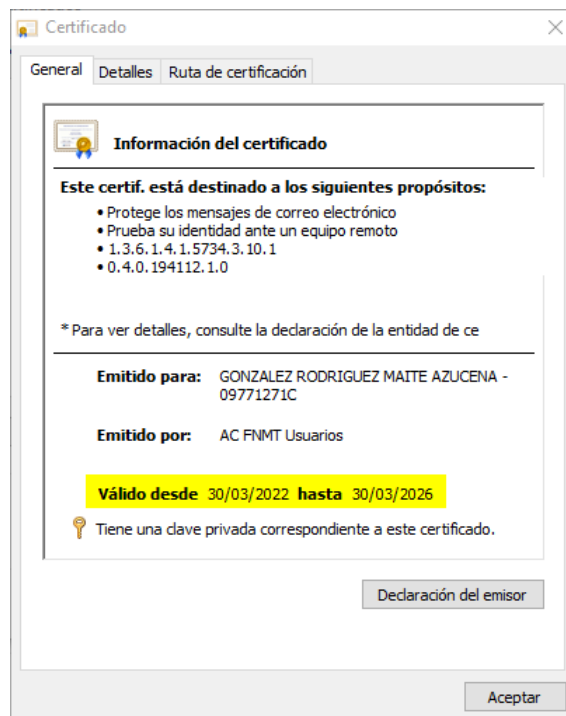 Certificado
General Detalles Ruta de certificación
Información del certificado
Este certif. está destinado a los siguientes propósitos:
• Protege los mensajes de correo electrónico
• Prueba su identidad ante un equipo remoto
• 1.3.6.1.4.1.5734.3.10.1
• 0.4.0.194112.1.0
* Para ver detalles, consulte la declaración de la entidad de ce
Emitido para: GONZALEZ RODRIGUEZ MAITE AZUCENA -
09771271C
Emitido por: AC FNMT Usuarios
Válido desde 30/03/2022 hasta 30/03/2026
Tiene una clave privada correspondiente a este certificado.
Declaración del emisor
Aceptar